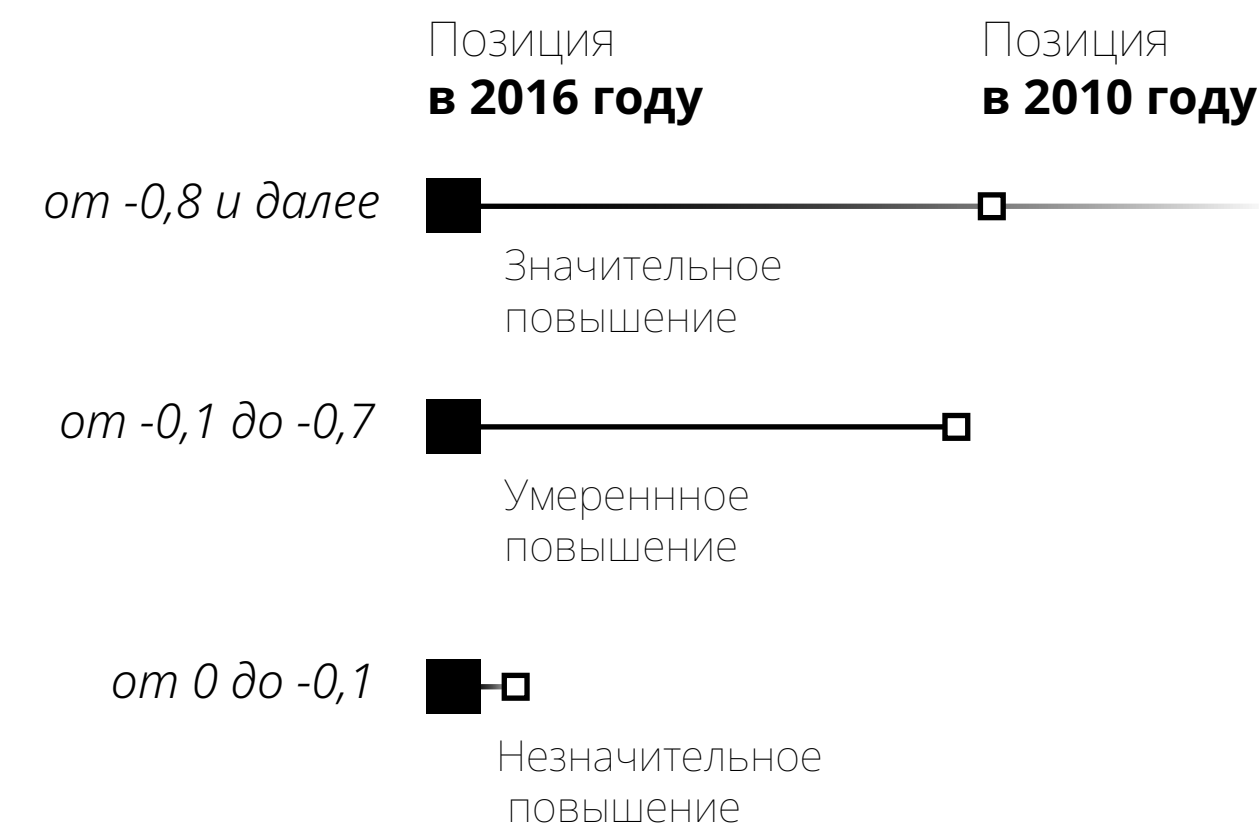 Позиция
в 2016 году
Позиция
в 2010 году
от -0,8 и далее
Значительное
повышение
от -0,1 до -0,7
Умереннное
повышение
от 0 до -0,1
Незначительное
повышение